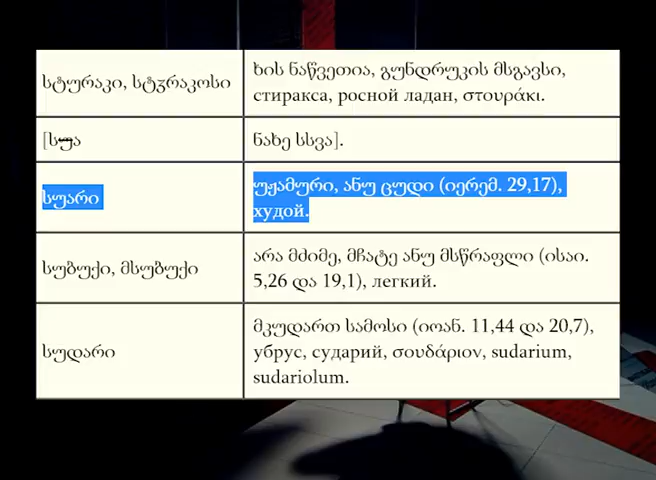 სტურაკი, სტჳრაკოსი
ხის ნაწვეთია, გუნდრუკის მსგავსი,
стиракса, росной ладан, στουράκι.
[სუა
ნახე სსვა].
სუარი
უჟამური, ანუ ცუდი (იერემ. 29,17),
худой.
სუბუქი, მსუბუქი
არა მძიმე, მჩატე ანუ მსწრაფლი (ისაი.
5,26 და 19,1), легкий.
სუდარი
მკუდართ სამოსი (იოან. 11,44 და 20,7),
убрус, сударий, σουδάριον, sudarium,
sudariolum.